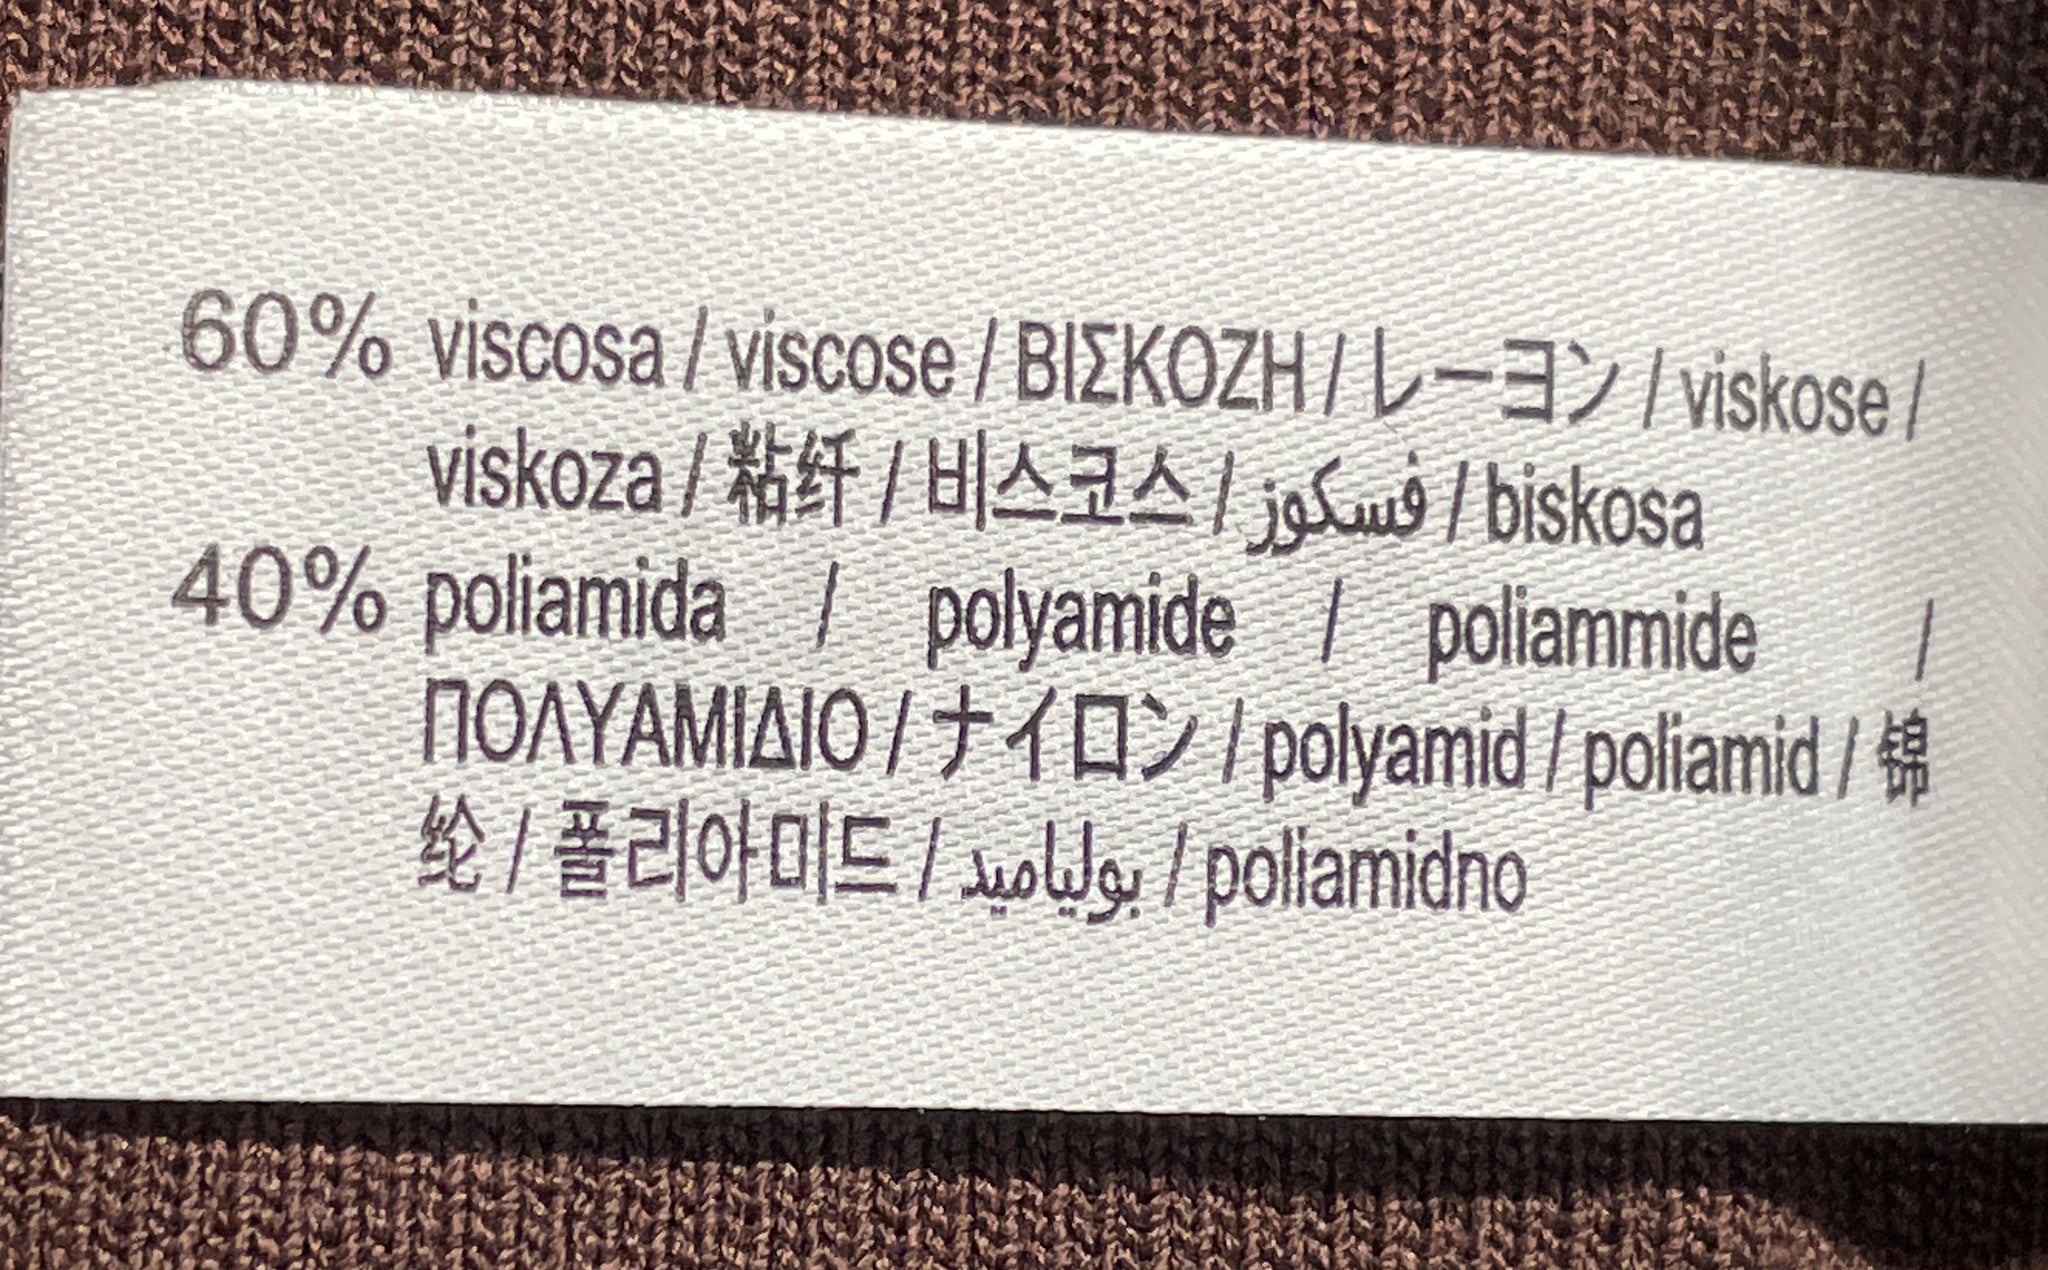 60% viscosa / viscose / ΒΙΣΚΟΖΗ / レーヨン / viskose /
viskoza / 粘纤 / 비스코스 / فسكوز / biskosa
40% poliamida / polyamide / poliammide /
ΠΟΛΥΑΜΙΔΙΟ / ナイロン / polyamid / poliamid / 锦
纶 / 폴리아미드 / بولياميد / poliamidno